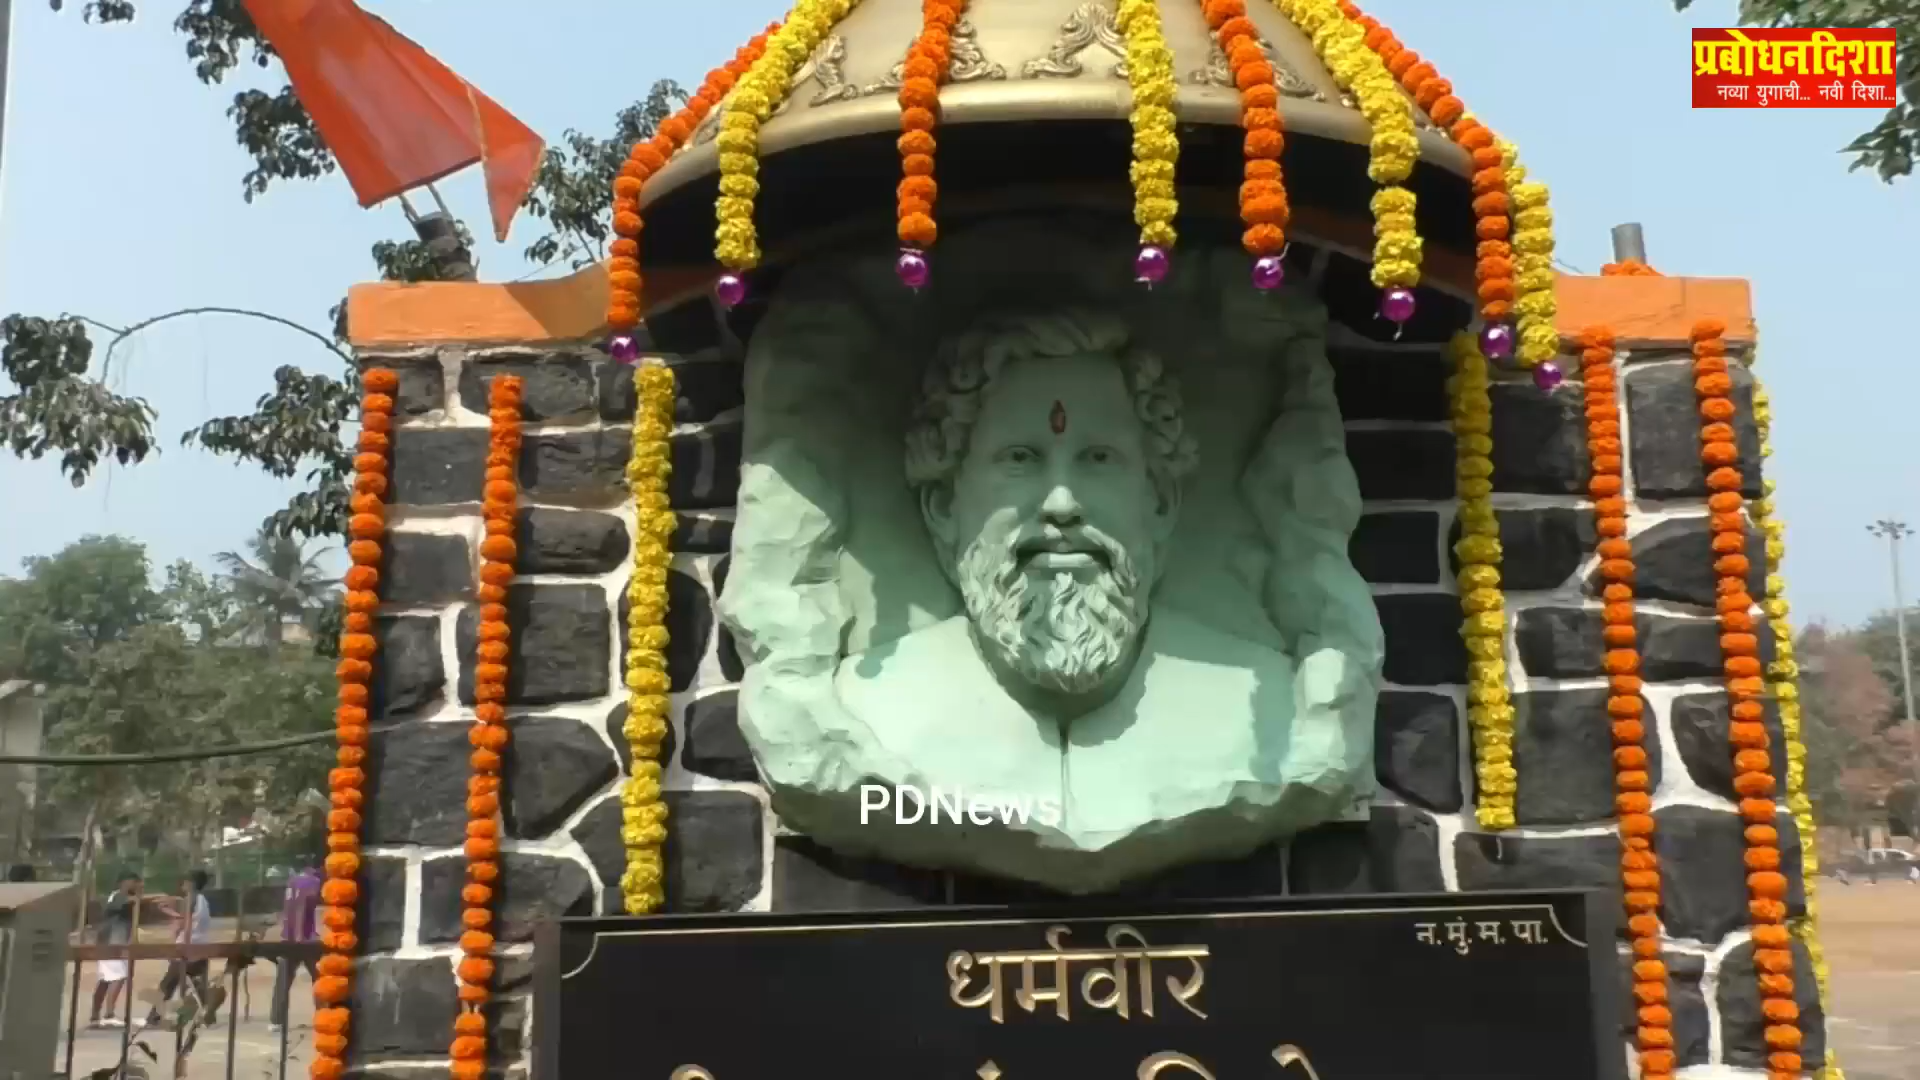 प्रबोधनदिशा
नव्या युगाची... नवी दिशा...
PDNews
न. मुं. म. पा.
धर्मवीर